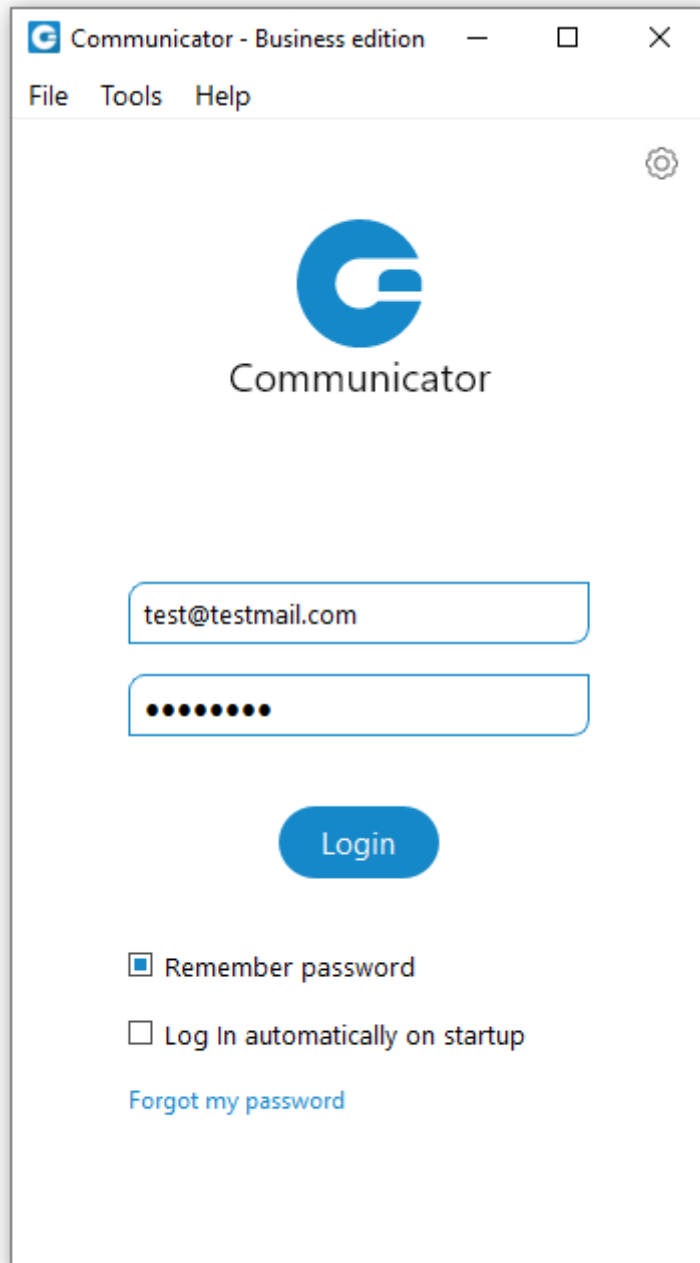 Communicator - Business edition
File Tools Help
Communicator
test@testmail.com
●●●●●●●●
Login
Remember password
Log In automatically on startup
Forgot my password